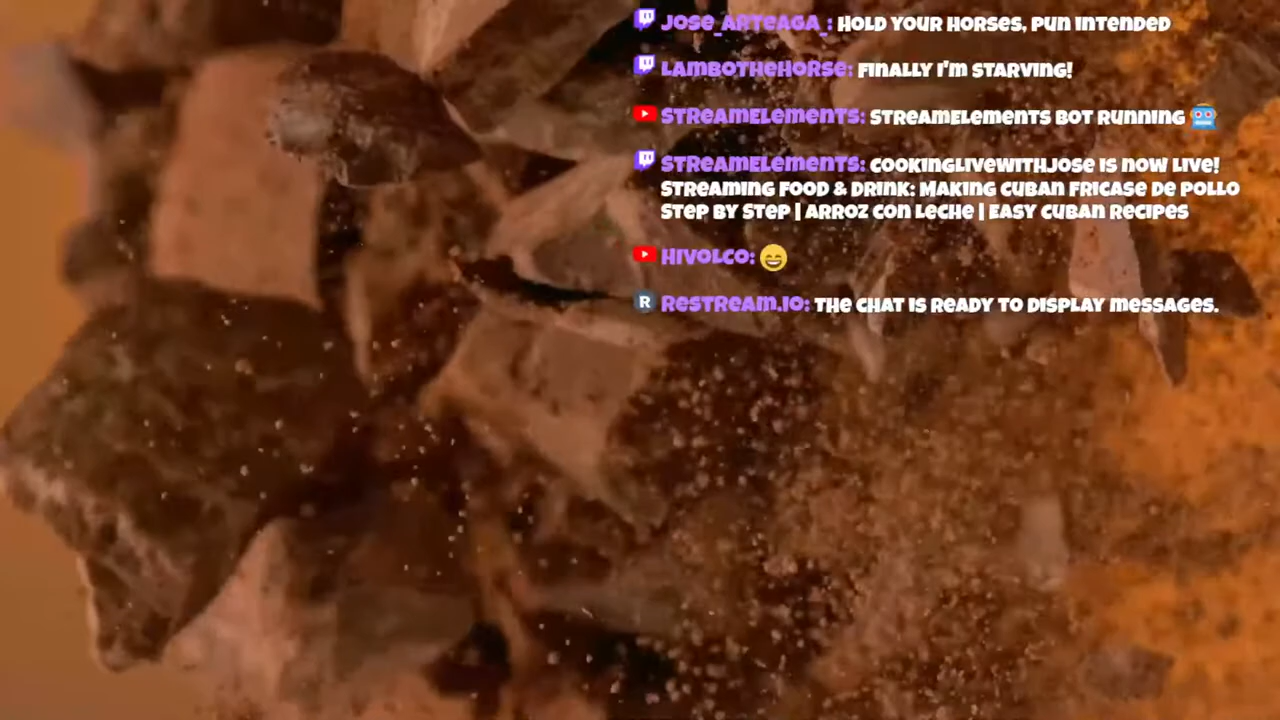 Jose_Arteaga_: Hold your horses, pun intended
LamboTheHorse: Finally I'm starving!
StreamElements: StreamElements bot running 🤖
StreamElements: cookinglivewithjose is now live!
Streaming Food & Drink: Making Cuban Fricase de Pollo
Step by Step | Arroz con Leche | Easy Cuban Recipes
HIVOLCO: 😄
R Restream.io: The chat is ready to display messages.